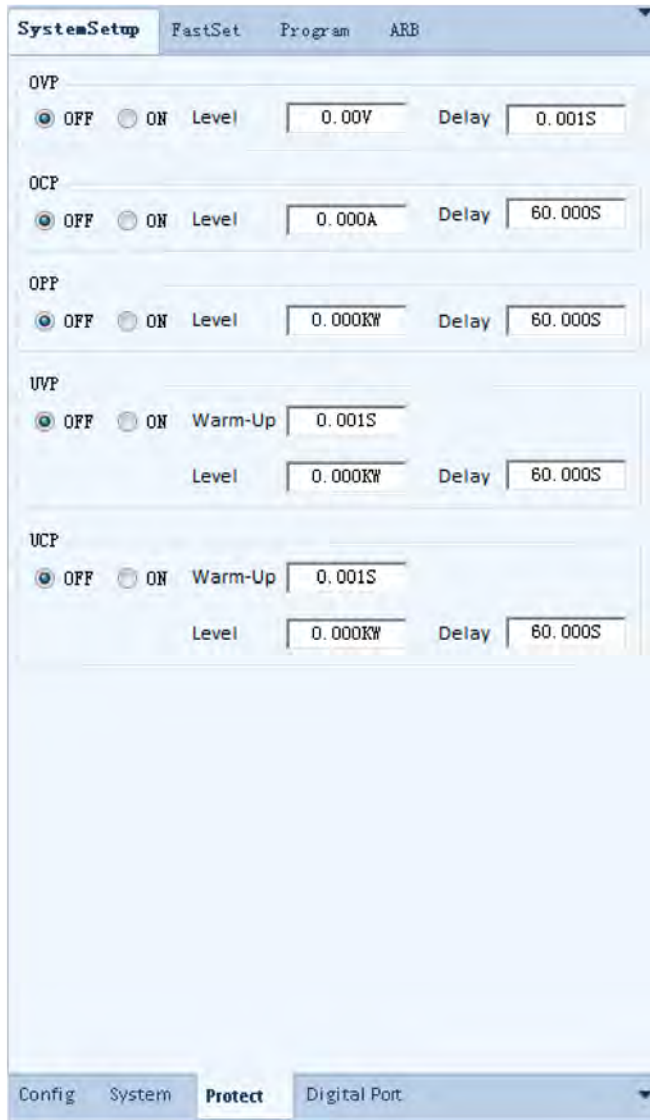 SystemSetup FastSet Program ARB
OVP
OFF ON Level 0.00V Delay 0.001S
OCP
OFF ON Level 0.000A Delay 60.000S
OPP
OFF ON Level 0.000KW Delay 60.000S
UVP
OFF ON Warm-Up 0.001S
Level 0.000KW Delay 60.000S
UCP
OFF ON Warm-Up 0.001S
Level 0.000KW Delay 60.000S
Config System Protect Digital Port